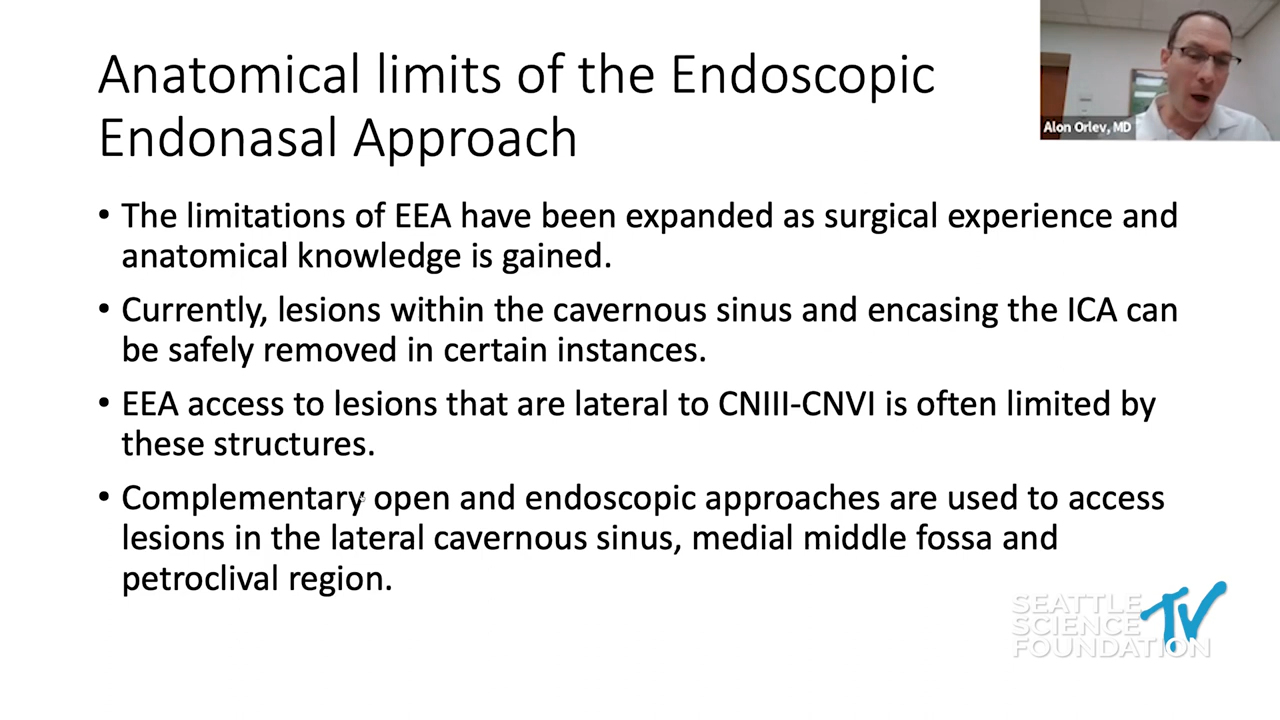 Anatomical limits of the Endoscopic
Endonasal Approach
Alon Orlev, MD
• The limitations of EEA have been expanded as surgical experience and
anatomical knowledge is gained.
• Currently, lesions within the cavernous sinus and encasing the ICA can
be safely removed in certain instances.
• EEA access to lesions that are lateral to CNIII-CNVI is often limited by
these structures.
• Complementary open and endoscopic approaches are used to access
lesions in the lateral cavernous sinus, medial middle fossa and
petroclival region.
SEATTLE
SCIENCE
FOUNDATION
TV